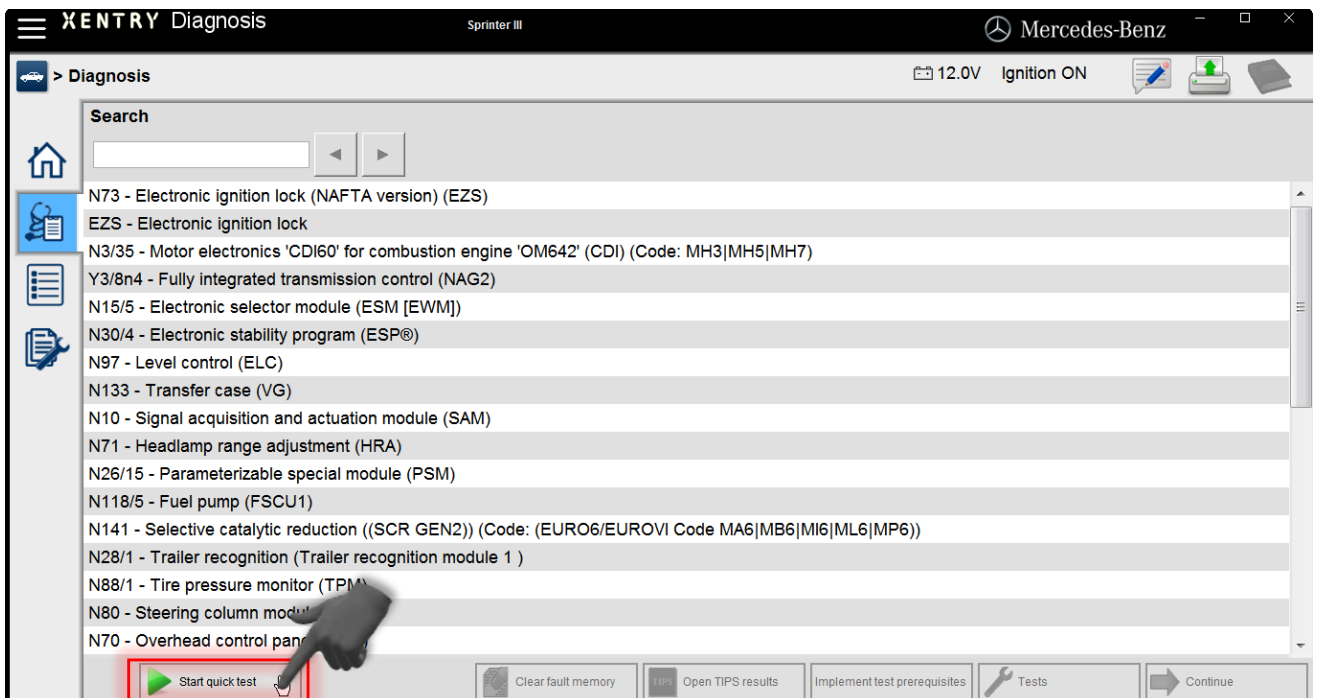 XENTRY Diagnosis
Sprinter III
Mercedes-Benz
> Diagnosis
12.0V
Ignition ON
Search
N73 - Electronic ignition lock (NAFTA version) (EZS)
EZS - Electronic ignition lock
N3/35 - Motor electronics 'CDI60' for combustion engine 'OM642' (CDI) (Code: MH3|MH5|MH7)
Y3/8n4 - Fully integrated transmission control (NAG2)
N15/5 - Electronic selector module (ESM [EWM])
N30/4 - Electronic stability program (ESP®)
N97 - Level control (ELC)
N133 - Transfer case (VG)
N10 - Signal acquisition and actuation module (SAM)
N71 - Headlamp range adjustment (HRA)
N26/15 - Parameterizable special module (PSM)
N118/5 - Fuel pump (FSCU1)
N141 - Selective catalytic reduction ((SCR GEN2)) (Code: (EURO6/EUROVI Code MA6|MB6|MI6|ML6|MP6))
N28/1 - Trailer recognition (Trailer recognition module 1 )
N88/1 - Tire pressure monitor (TPM)
N80 - Steering column
N70 - Overhead control
Start quick test
Clear fault memory
TIPS
Open TIPS results
Implement test prerequisites
Tests
Continue